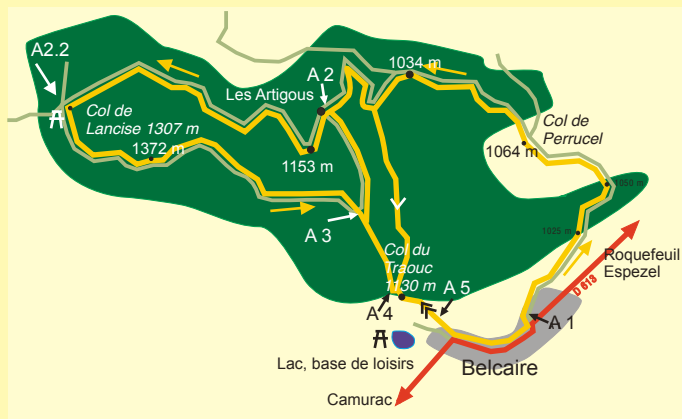 A2.2
A 2
1034 m
Les Artigous
Col de
Lancise 1307 m
1372 m
1153 m
Col de
Perrucel
1064 m
1050 m
1025 m
A 3
Col du
Traouc
1130 m
A 4
A 5
A 1
Roquefeuil
Espezel
D 613
Lac, base de loisirs
Belcaire
Camurac